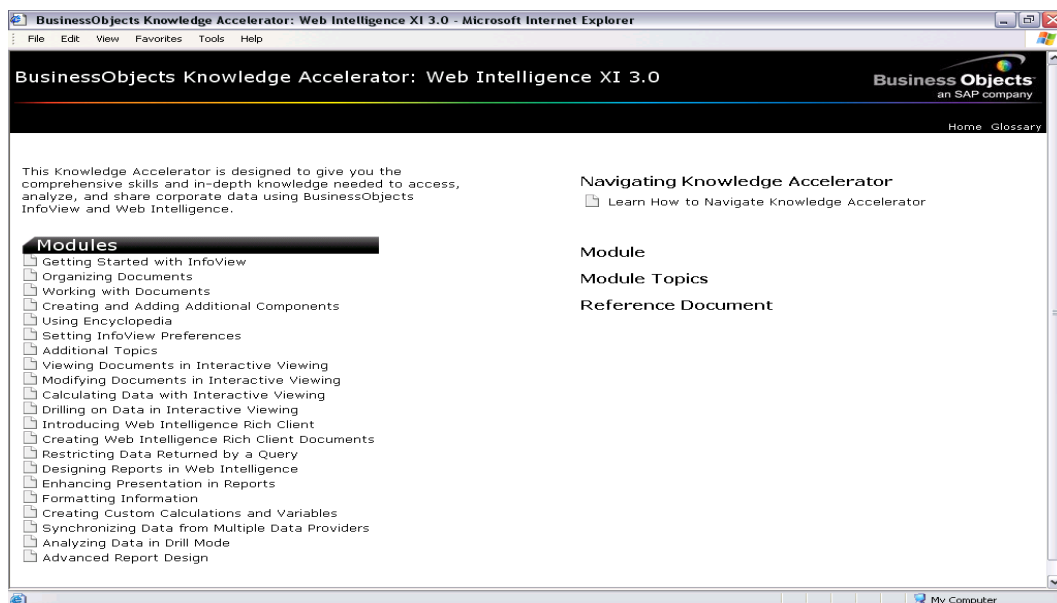 BusinessObjects Knowledge Accelerator: Web Intelligence XI 3.0 - Microsoft Internet Explorer
File Edit View Favorites Tools Help
BusinessObjects Knowledge Accelerator: Web Intelligence XI 3.0
Business Objects
an SAP company
Home Glossary
This Knowledge Accelerator is designed to give you the
comprehensive skills and in-depth knowledge needed to access,
analyze, and share corporate data using BusinessObjects
InfoView and Web Intelligence.
Modules
Getting Started with InfoView
Organizing Documents
Working with Documents
Creating and Adding Additional Components
Using Encyclopedia
Setting InfoView Preferences
Additional Topics
Viewing Documents in Interactive Viewing
Modifying Documents in Interactive Viewing
Calculating Data with Interactive Viewing
Drilling on Data in Interactive Viewing
Introducing Web Intelligence Rich Client
Creating Web Intelligence Rich Client Documents
Restricting Data Returned by a Query
Designing Reports in Web Intelligence
Enhancing Presentation in Reports
Formatting Information
Creating Custom Calculations and Variables
Synchronizing Data from Multiple Data Providers
Analyzing Data in Drill Mode
Advanced Report Design
Navigating Knowledge Accelerator
Learn How to Navigate Knowledge Accelerator
Module
Module Topics
Reference Document
My Computer